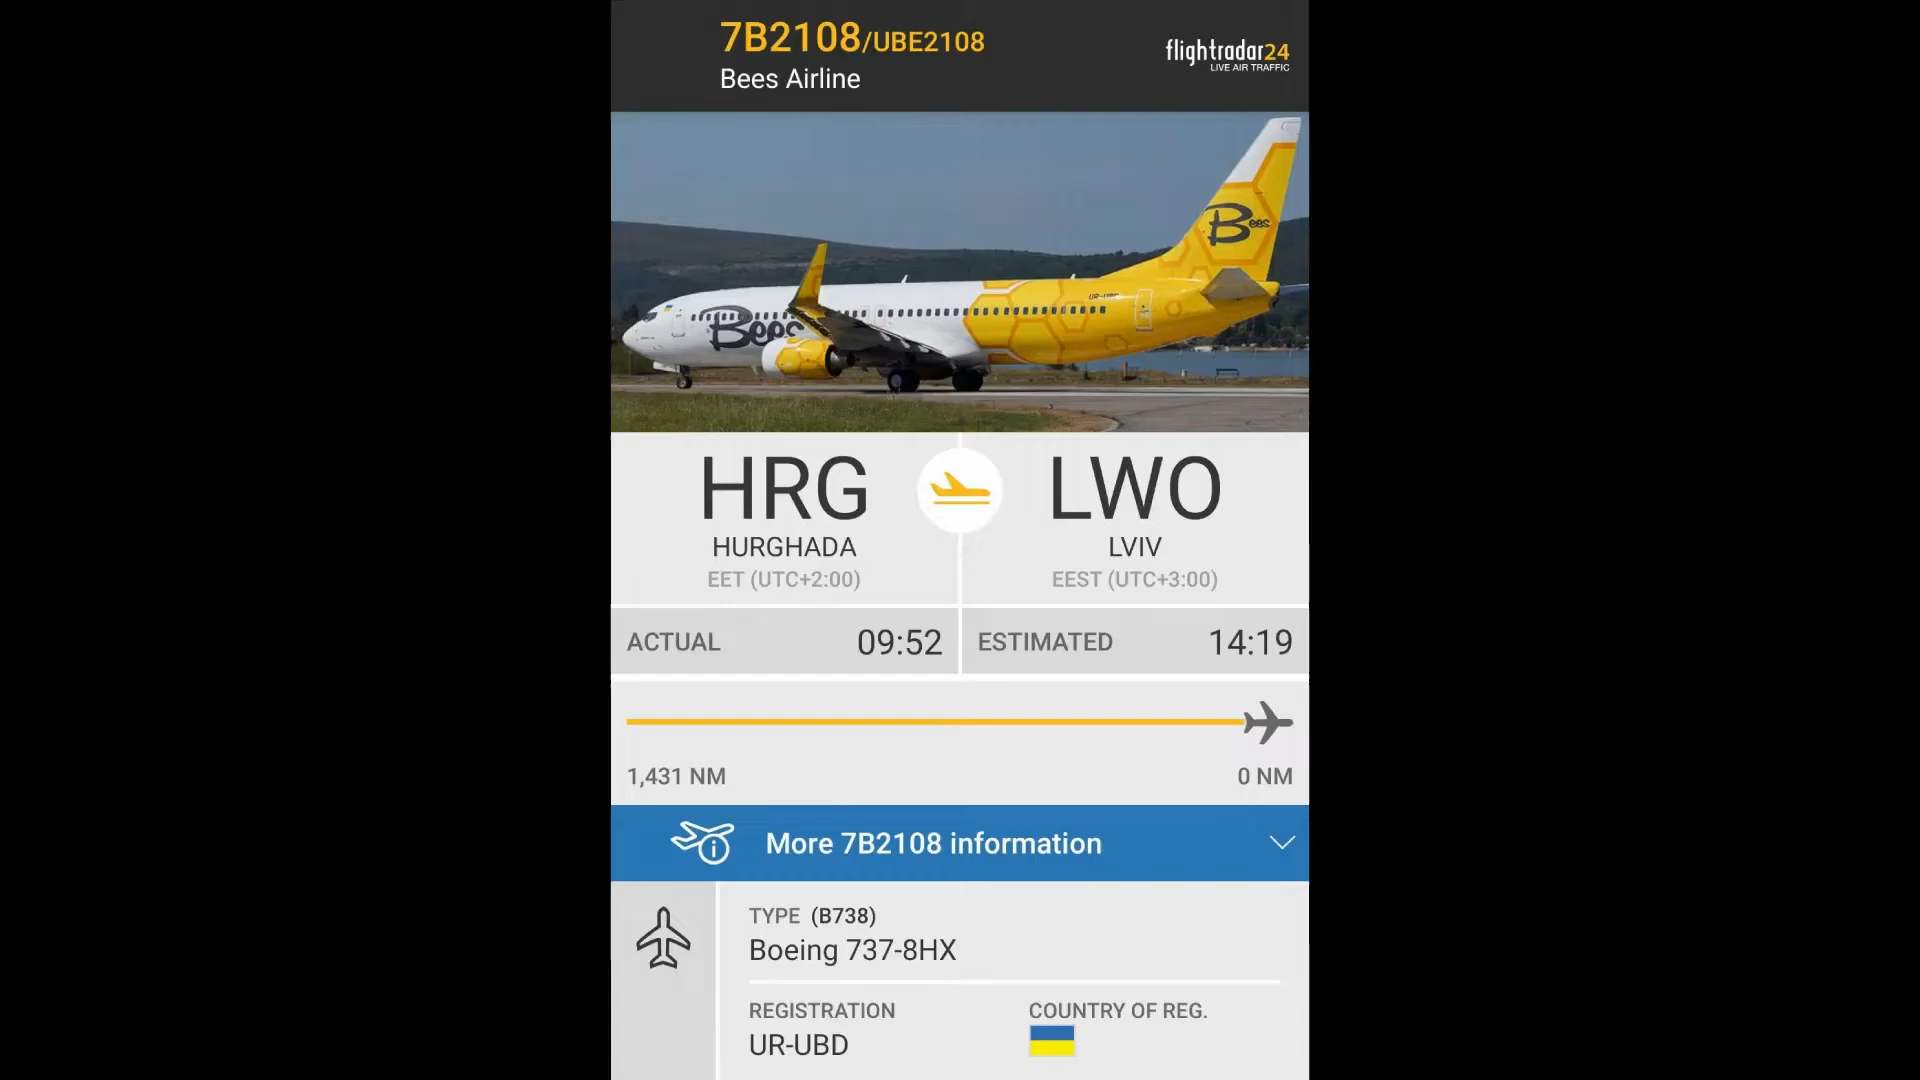 7B2108/UBE2108
Bees Airline
flightradar24
LIVE AIR TRAFFIC
Bees
Bees
HRG
HURGHADA
EET (UTC+2:00)
LWO
LVIV
EEST (UTC+3:00)
ACTUAL 09:52
ESTIMATED 14:19
1,431 NM
0 NM
More 7B2108 information
TYPE (B738)
Boeing 737-8HX
REGISTRATION
UR-UBD
COUNTRY OF REG.